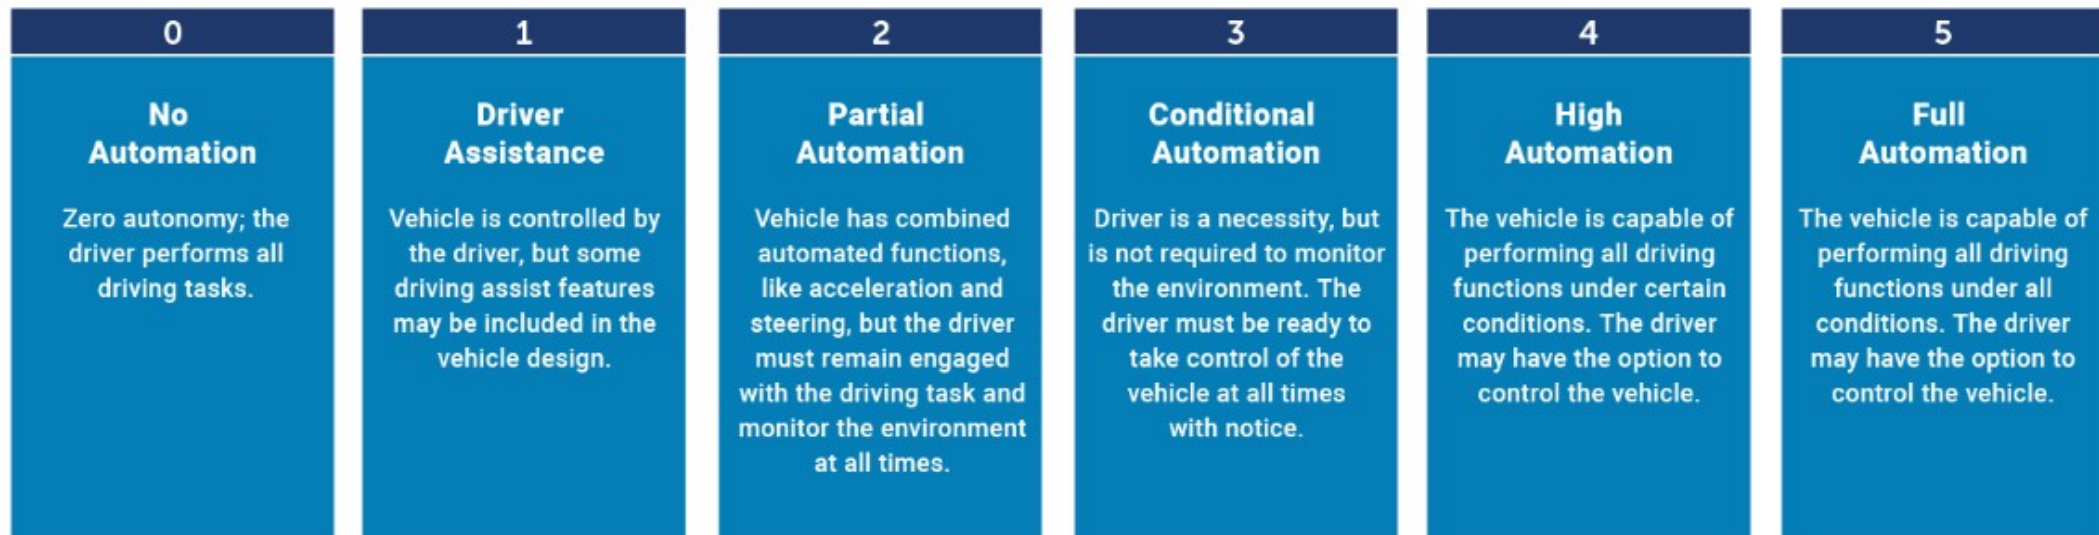 0
No
Automation
Zero autonomy; the
driver performs all
driving tasks.
1
Driver
Assistance
Vehicle is controlled by
the driver, but some
driving assist features
may be included in the
vehicle design.
2
Partial
Automation
Vehicle has combined
automated functions,
like acceleration and
steering, but the driver
must remain engaged
with the driving task and
monitor the environment
at all times.
3
Conditional
Automation
Driver is a necessity, but
is not required to monitor
the environment. The
driver must be ready to
take control of the
vehicle at all times
with notice.
4
High
Automation
The vehicle is capable of
performing all driving
functions under certain
conditions. The driver
may have the option to
control the vehicle.
5
Full
Automation
The vehicle is capable of
performing all driving
functions under all
conditions. The driver
may have the option to
control the vehicle.